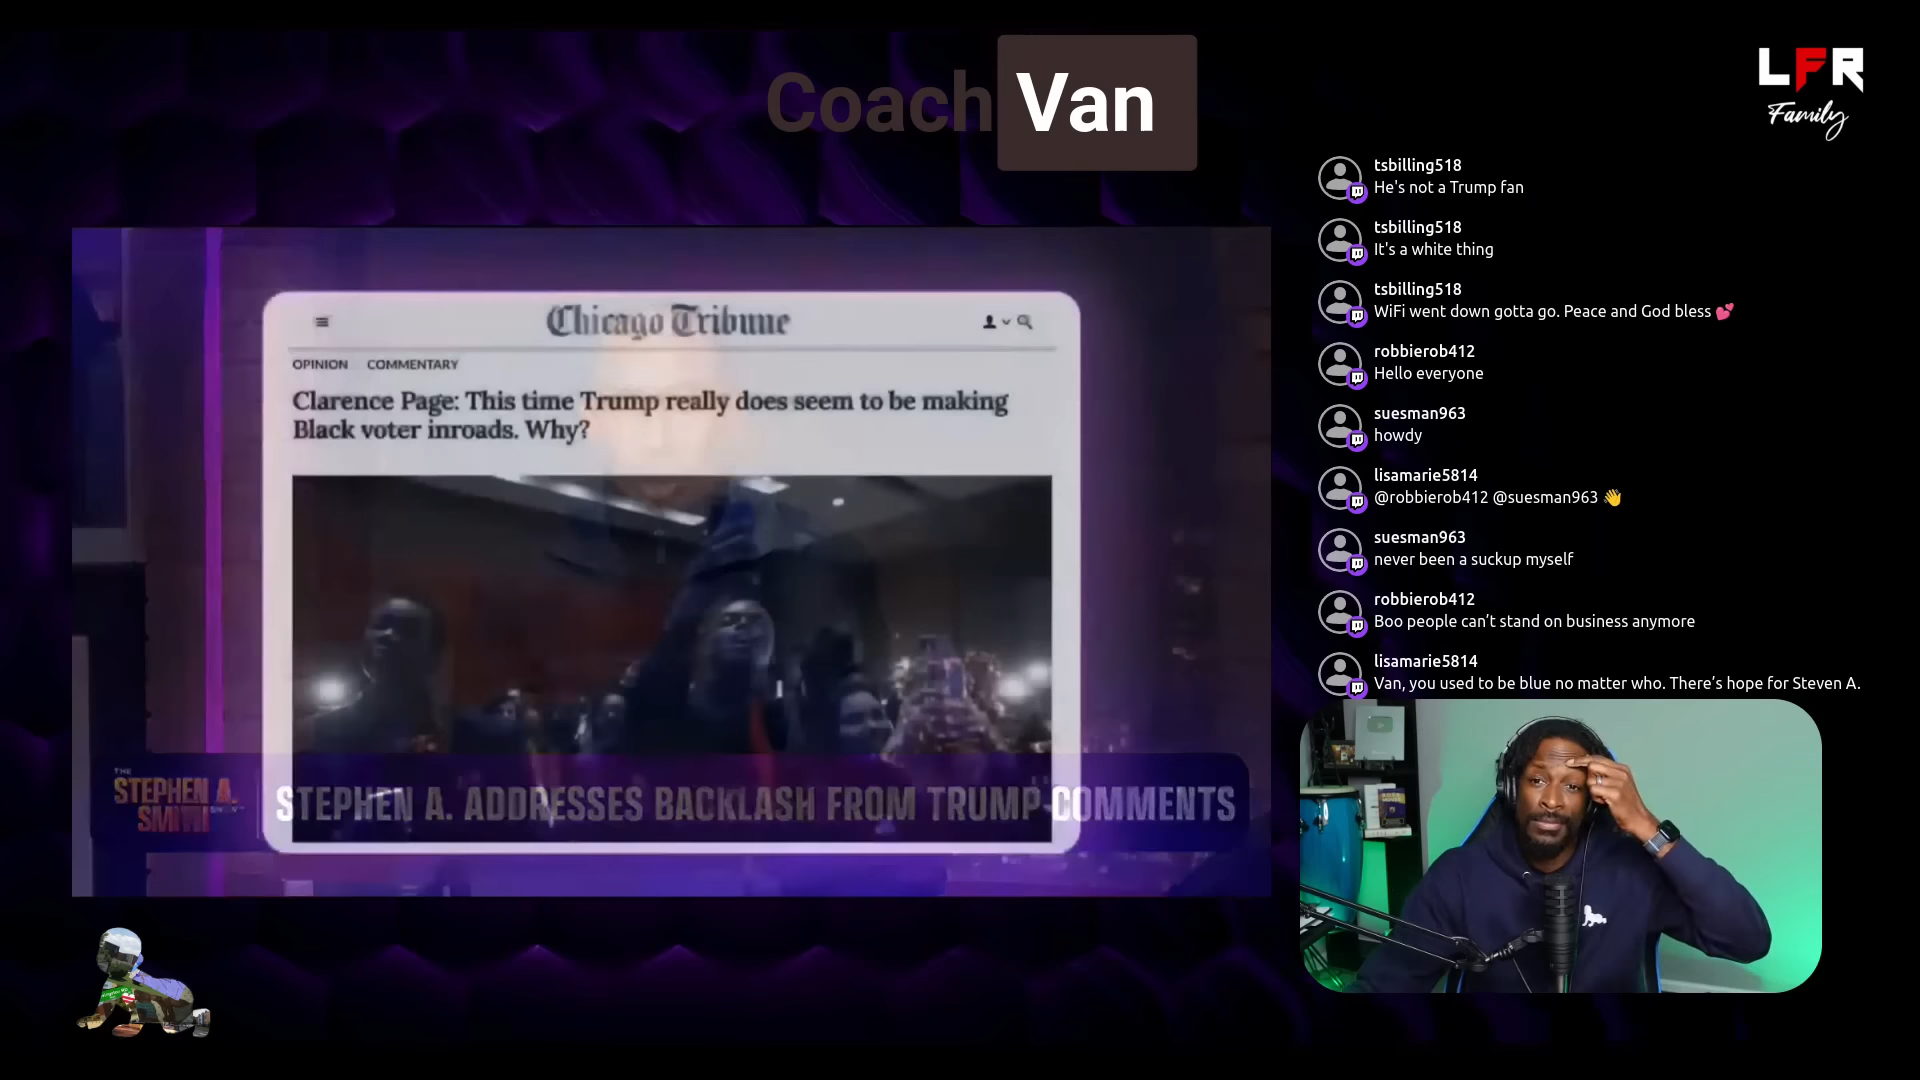 Coach Van
LFR
Family
tsbilling518
He's not a Trump fan
tsbilling518
It's a white thing
tsbilling518
WiFi went down gotta go. Peace and God bless 💕
robbierob412
Hello everyone
suesman963
howdy
lisamarie5814
@robbierob412 @suesman963 👋
suesman963
never been a suckup myself
robbierob412
Boo people can’t stand on business anymore
lisamarie5814
Van, you used to be blue no matter who. There’s hope for Steven A.
Chicago Tribune
OPINION COMMENTARY
Clarence Page: This time Trump really does seem to be making
Black voter inroads. Why?
THE
STEPHEN A.
SMITH
STEPHEN A. ADDRESSES BACKLASH FROM TRUMP COMMENTS